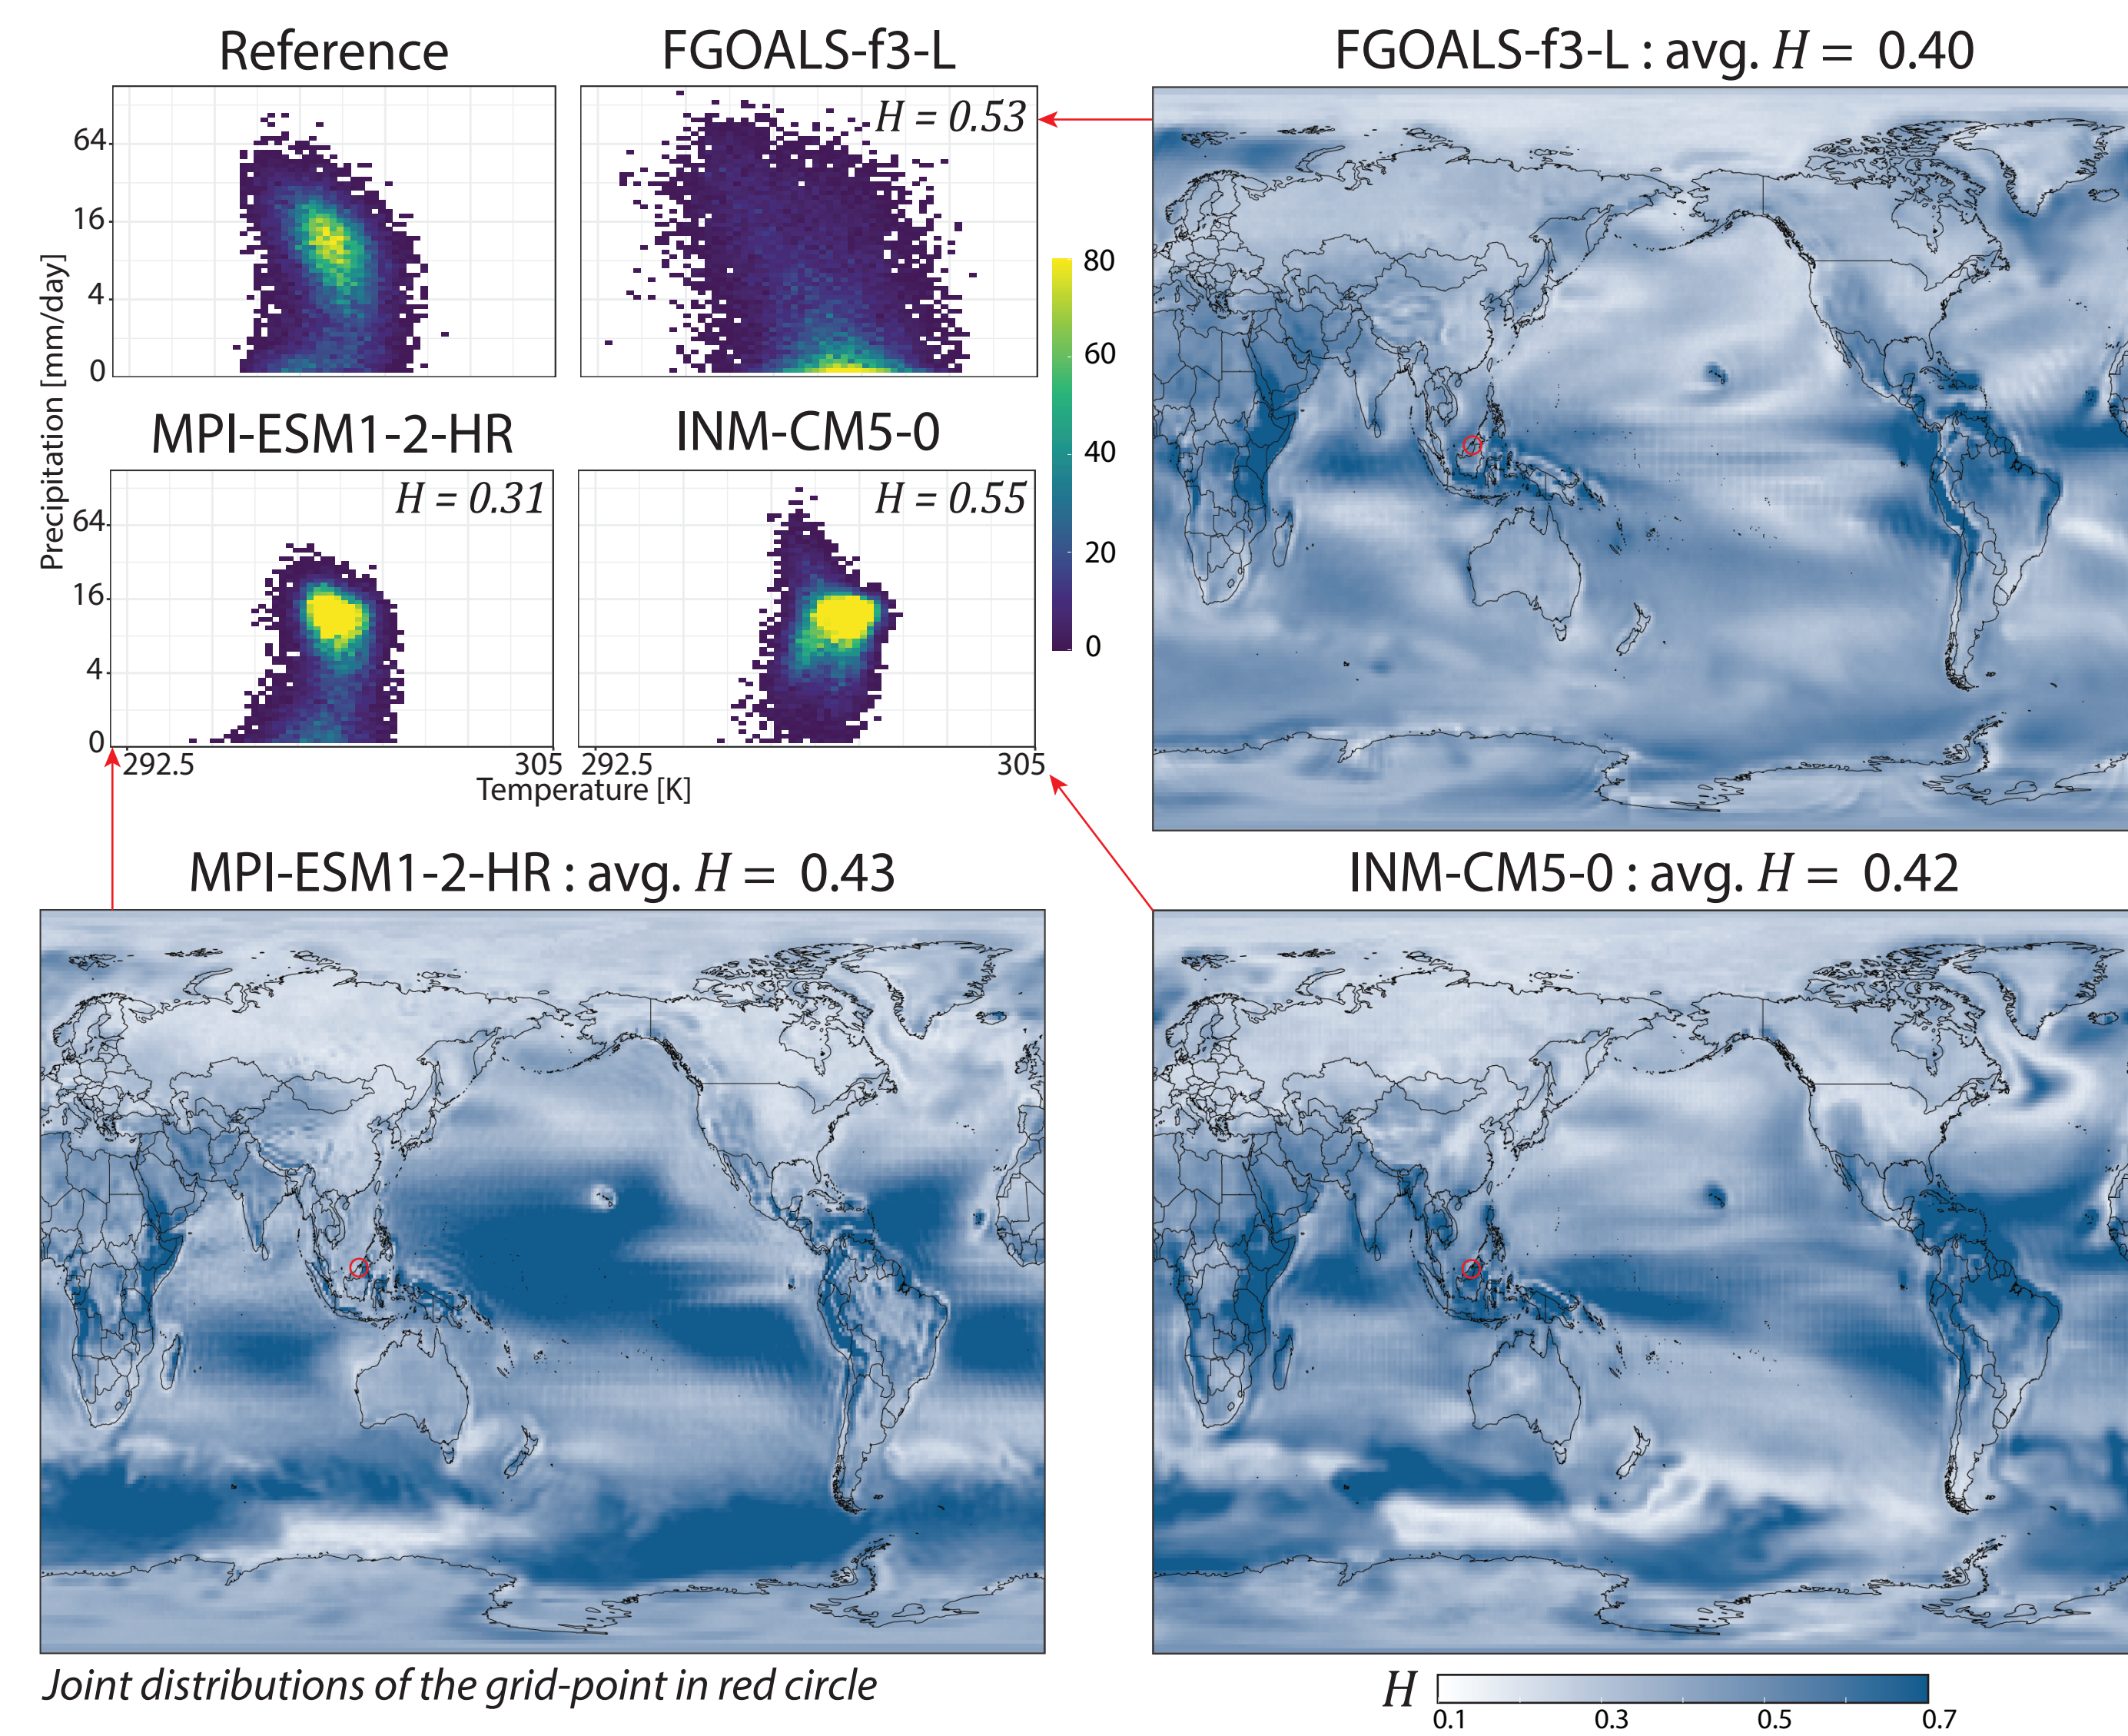 Reference
FGOALS-f3-L
FGOALS-f3-L : avg. H = 0.40
H = 0.53
64
16
4
0
Precipitation [mm/day]
80
60
40
20
0
MPI-ESM1-2-HR
INM-CM5-0
H = 0.31
H = 0.55
64
16
4
0
292.5
305
292.5
305
Temperature [K]
MPI-ESM1-2-HR : avg. H = 0.43
INM-CM5-0 : avg. H = 0.42
Joint distributions of the grid-point in red circle
H
0.1
0.3
0.5
0.7